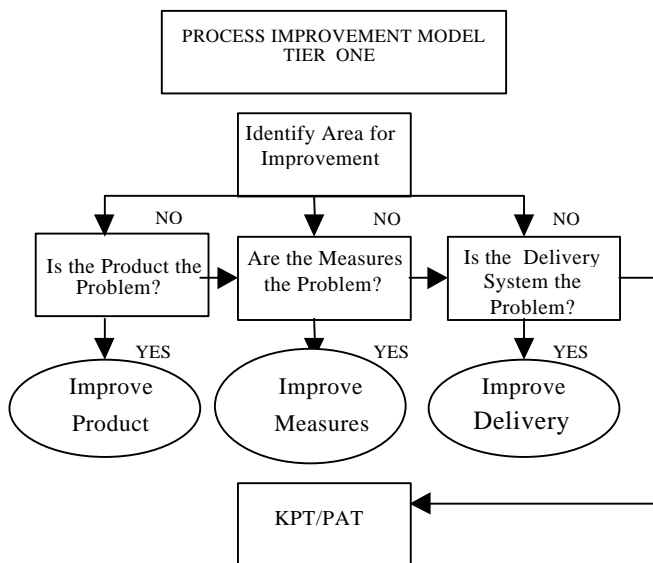 PROCESS IMPROVEMENT MODEL
TIER ONE
Identify Area for
Improvement
NO
NO
NO
Is the Product the
Problem?
Are the Measures
the Problem?
Is the Delivery
System the
Problem?
YES
YES
YES
Improve
Product
Improve
Measures
Improve
Delivery
KPT/PAT